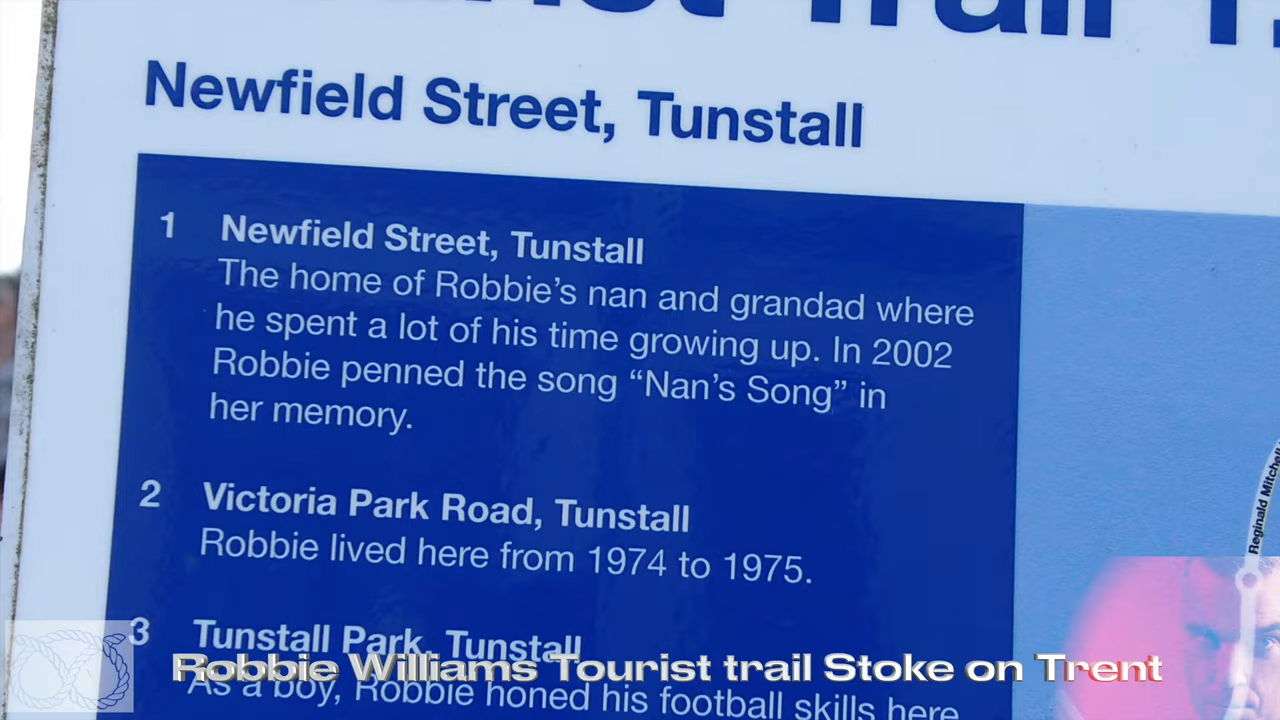 Trail
Newfield Street, Tunstall
1 Newfield Street, Tunstall
The home of Robbie's nan and grandad where
he spent a lot of his time growing up. In 2002
Robbie penned the song “Nan's Song” in
her memory.
2 Victoria Park Road, Tunstall
Robbie lived here from 1974 to 1975.
3 Tunstall Park, Tunstall
As a boy, Robbie honed his football skills here
Reginald Mitchell
Robbie Williams Tourist trail Stoke on Trent